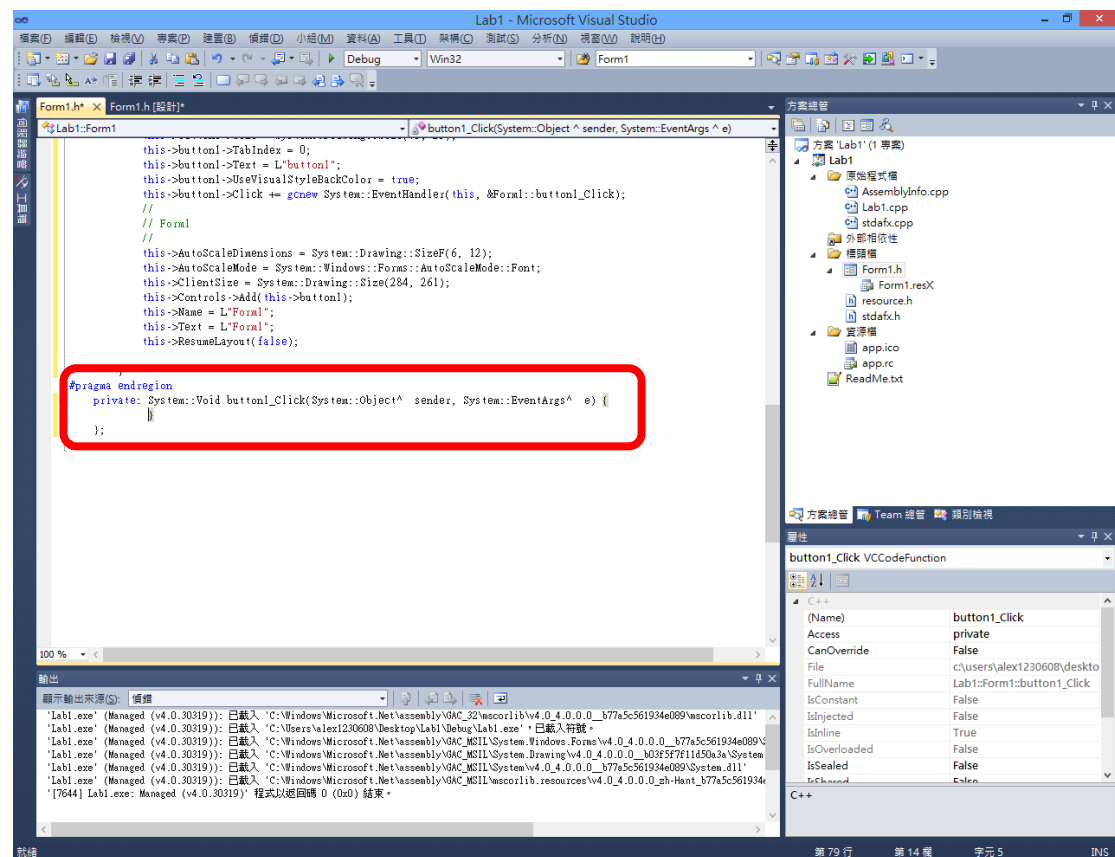 Lab1 - Microsoft Visual Studio
檔案(F) 編輯(E) 檢視(V) 專案(P) 建置(B) 偵錯(D) 小組(M) 資料(A) 工具(T) 架構(C) 測試(S) 分析(N) 視窗(W) 說明(H)
Debug Win32 Form1
Form1.h* Form1.h [設計]*
Lab1::Form1 button1_Click(System::Object ^ sender, System::EventArgs ^ e)
this->button1->TabIndex = 0;
this->button1->Text = L"button1";
this->button1->UseVisualStyleBackColor = true;
this->button1->Click += gcnew System::EventHandler(this, &Form1::button1_Click);
//
// Form1
//
this->AutoScaleDimensions = System::Drawing::SizeF(6, 12);
this->AutoScaleMode = System::Windows::Forms::AutoScaleMode::Font;
this->ClientSize = System::Drawing::Size(284, 261);
this->Controls->Add(this->button1);
this->Name = L"Form1";
this->Text = L"Form1";
this->ResumeLayout(false);
}
#pragma endregion
private: System::Void button1_Click(System::Object^ sender, System::EventArgs^ e) {
}
};
100 %
輸出
顯示輸出來源(S): 偵錯
'Lab1.exe' (Managed (v4.0.30319)): 已載入 'C:\Windows\Microsoft.Net\assembly\GAC_32\mscorlib\v4.0_4.0.0.0__b77a5c561934e089\mscorlib.dll'
'Lab1.exe' (Managed (v4.0.30319)): 已載入 'C:\Users\alex1230608\Desktop\Lab1\Debug\Lab1.exe'，已載入符號。
'Lab1.exe' (Managed (v4.0.30319)): 已載入 'C:\Windows\Microsoft.Net\assembly\GAC_MSIL\System.Windows.Forms\v4.0_4.0.0.0__b77a5c561934e089\S
'Lab1.exe' (Managed (v4.0.30319)): 已載入 'C:\Windows\Microsoft.Net\assembly\GAC_MSIL\System.Drawing\v4.0_4.0.0.0__b03f5f7f11d50a3a\System
'Lab1.exe' (Managed (v4.0.30319)): 已載入 'C:\Windows\Microsoft.Net\assembly\GAC_MSIL\System\v4.0_4.0.0.0__b77a5c561934e089\System.dll'
'Lab1.exe' (Managed (v4.0.30319)): 已載入 'C:\Windows\Microsoft.Net\assembly\GAC_MSIL\mscorlib.resources\v4.0_4.0.0.0_zh-Hant_b77a5c561934e
'[7644] Lab1.exe: Managed (v4.0.30319)' 程式以返回碼 0 (0x0) 結束。
方案總管
方案 'Lab1' (1 專案)
Lab1
原始程式檔
AssemblyInfo.cpp
Lab1.cpp
stdafx.cpp
外部相依性
標頭檔
Form1.h
Form1.resX
resource.h
stdafx.h
資源檔
app.ico
app.rc
ReadMe.txt
方案總管 Team 總管 類別檢視
屬性
button1_Click VCCodeFunction
C++
(Name) button1_Click
Access private
CanOverride False
File c:\users\alex1230608\deskto
FullName Lab1::Form1::button1_Click
IsConstant False
IsInjected False
IsInline True
IsOverloaded False
IsSealed False
IsShared False
C++
就緒 第 79 行 第 14 欄 字元 5 INS